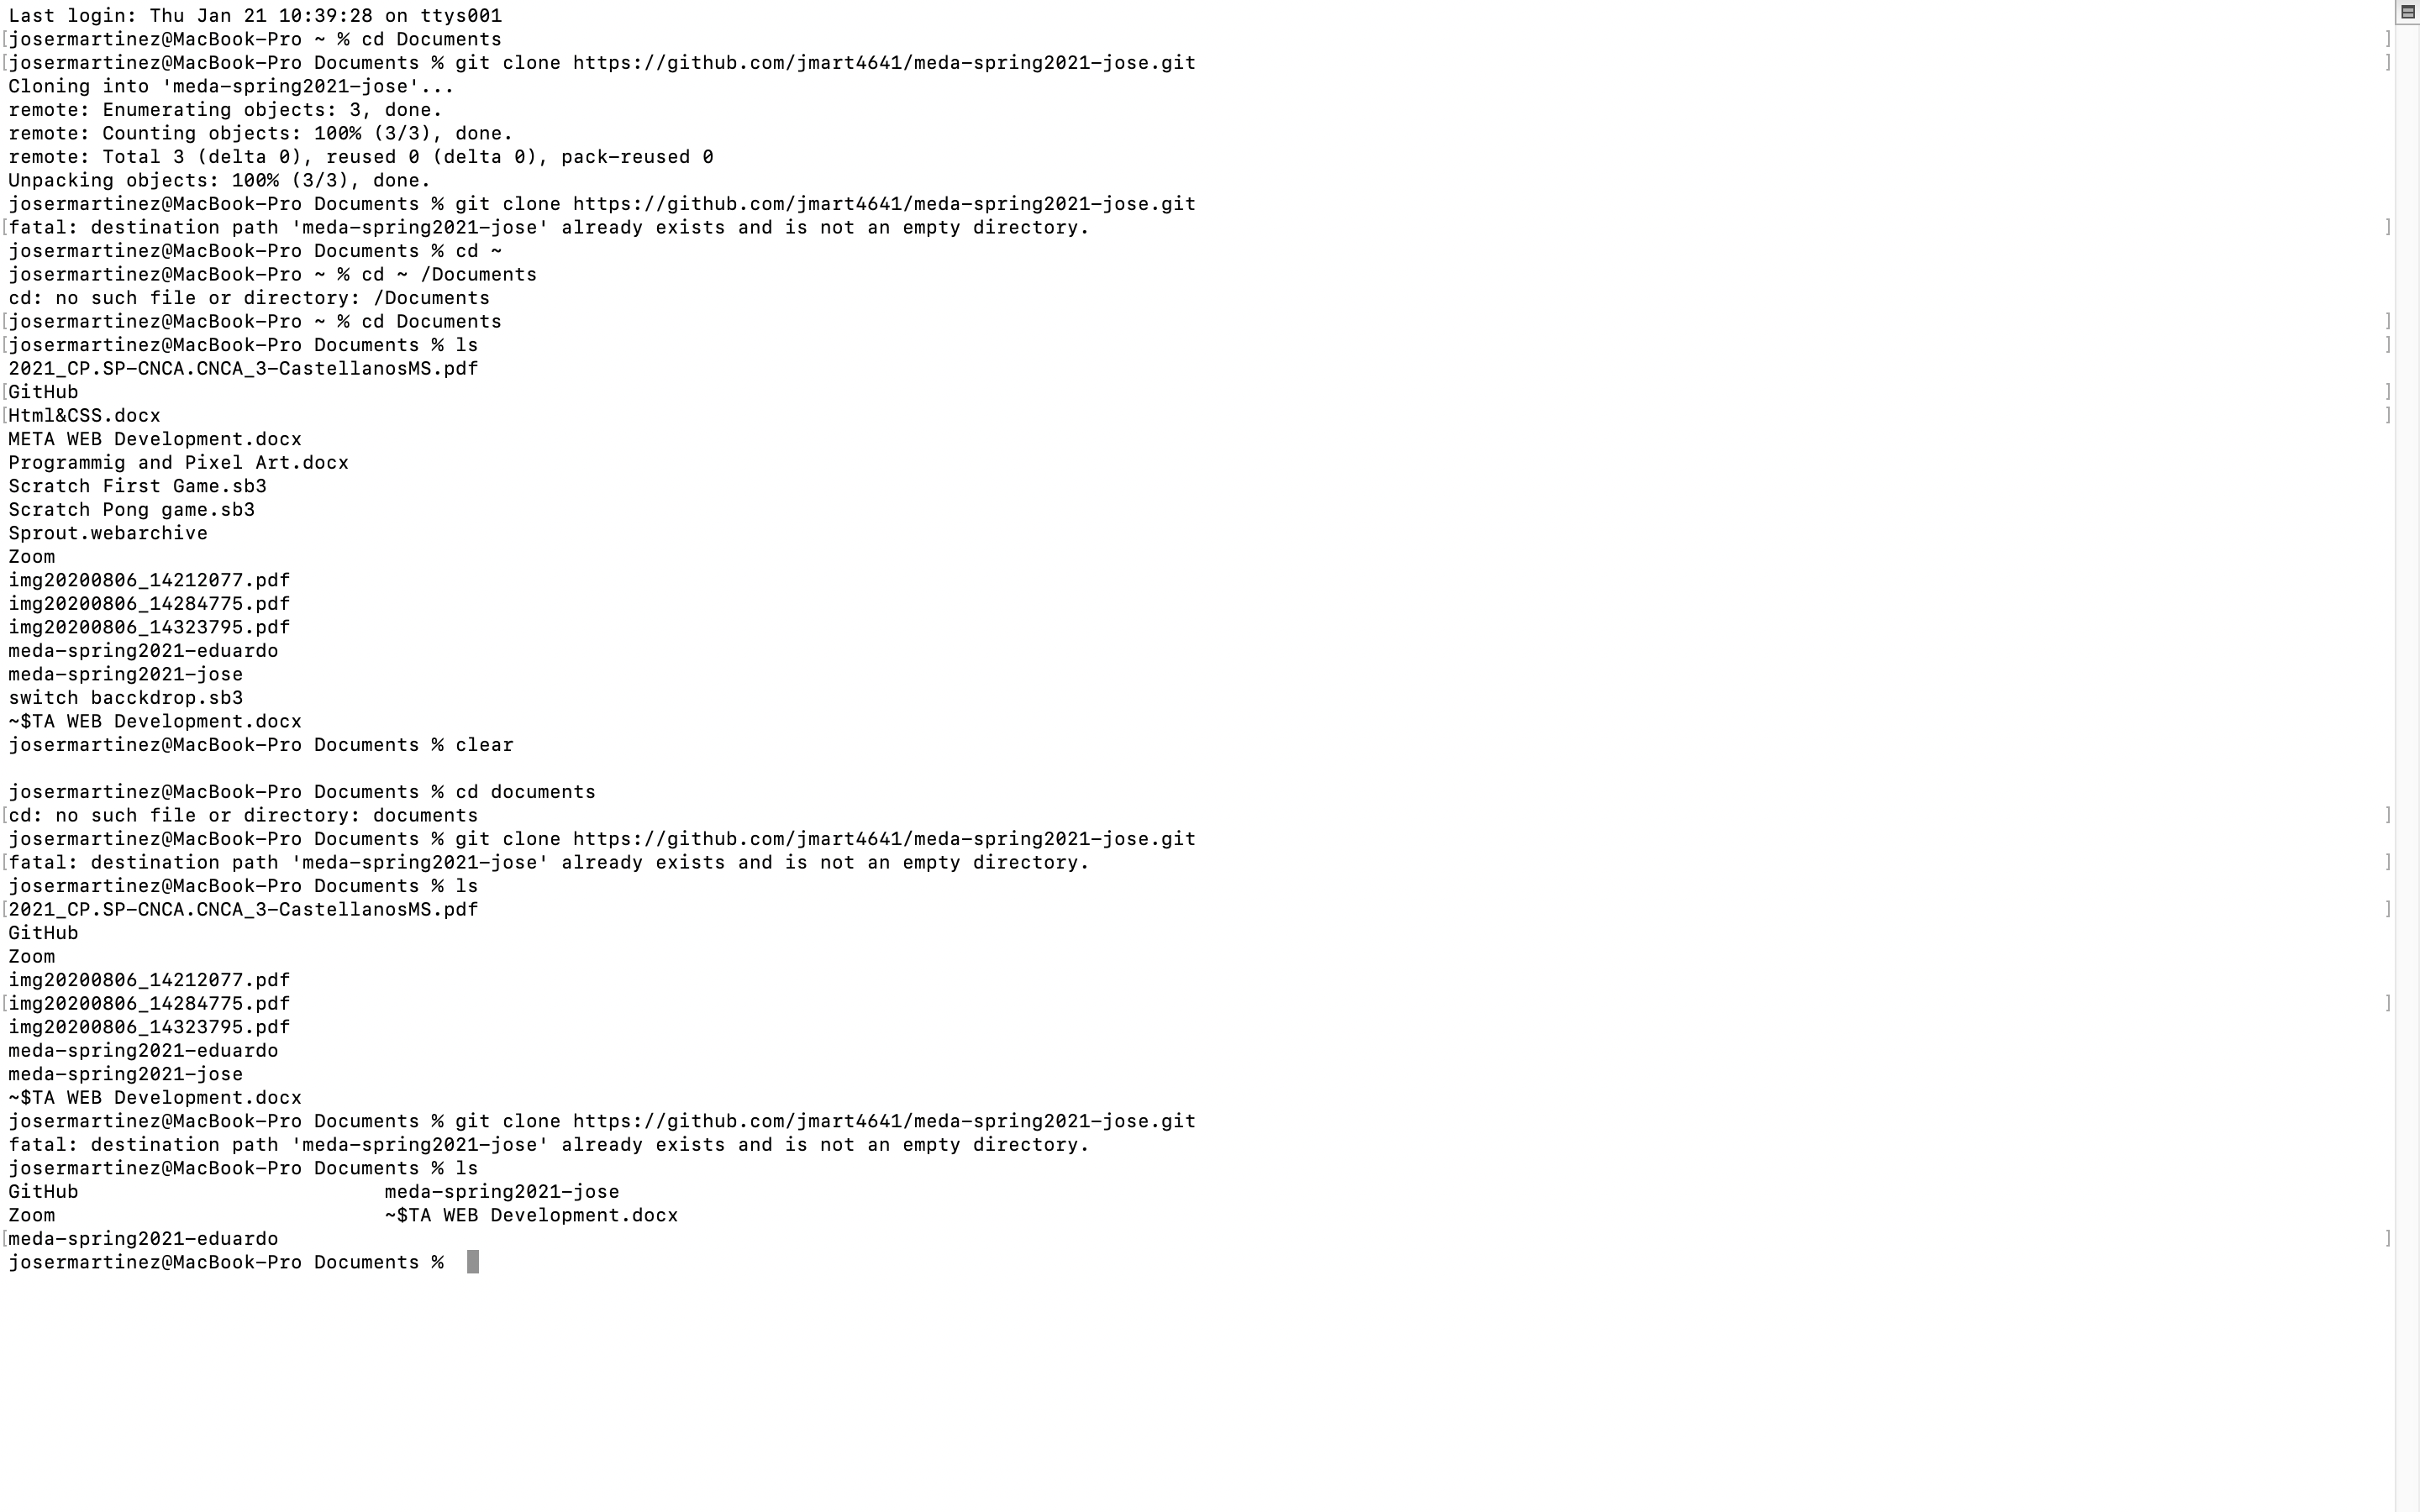 Last login: Thu Jan 21 10:39:28 on ttys001
[josermartinez@MacBook-Pro ~ % cd Documents ]
[josermartinez@MacBook-Pro Documents % git clone https://github.com/jmart4641/meda-spring2021-jose.git ]
Cloning into 'meda-spring2021-jose'...
remote: Enumerating objects: 3, done.
remote: Counting objects: 100% (3/3), done.
remote: Total 3 (delta 0), reused 0 (delta 0), pack-reused 0
Unpacking objects: 100% (3/3), done.
josermartinez@MacBook-Pro Documents % git clone https://github.com/jmart4641/meda-spring2021-jose.git
[fatal: destination path 'meda-spring2021-jose' already exists and is not an empty directory. ]
josermartinez@MacBook-Pro Documents % cd ~
josermartinez@MacBook-Pro ~ % cd ~ /Documents
cd: no such file or directory: /Documents
[josermartinez@MacBook-Pro ~ % cd Documents ]
[josermartinez@MacBook-Pro Documents % ls ]
2021_CP.SP-CNCA.CNCA_3-CastellanosMS.pdf
[GitHub ]
[Html&CSS.docx ]
META WEB Development.docx
Programmig and Pixel Art.docx
Scratch First Game.sb3
Scratch Pong game.sb3
Sprout.webarchive
Zoom
img20200806_14212077.pdf
img20200806_14284775.pdf
img20200806_14323795.pdf
meda-spring2021-eduardo
meda-spring2021-jose
switch bacckdrop.sb3
~$TA WEB Development.docx
josermartinez@MacBook-Pro Documents % clear
josermartinez@MacBook-Pro Documents % cd documents
[cd: no such file or directory: documents ]
josermartinez@MacBook-Pro Documents % git clone https://github.com/jmart4641/meda-spring2021-jose.git
[fatal: destination path 'meda-spring2021-jose' already exists and is not an empty directory. ]
josermartinez@MacBook-Pro Documents % ls
[2021_CP.SP-CNCA.CNCA_3-CastellanosMS.pdf ]
GitHub
Zoom
img20200806_14212077.pdf
[img20200806_14284775.pdf ]
img20200806_14323795.pdf
meda-spring2021-eduardo
meda-spring2021-jose
~$TA WEB Development.docx
josermartinez@MacBook-Pro Documents % git clone https://github.com/jmart4641/meda-spring2021-jose.git
fatal: destination path 'meda-spring2021-jose' already exists and is not an empty directory.
josermartinez@MacBook-Pro Documents % ls
GitHub meda-spring2021-jose
Zoom ~$TA WEB Development.docx
[meda-spring2021-eduardo ]
josermartinez@MacBook-Pro Documents %